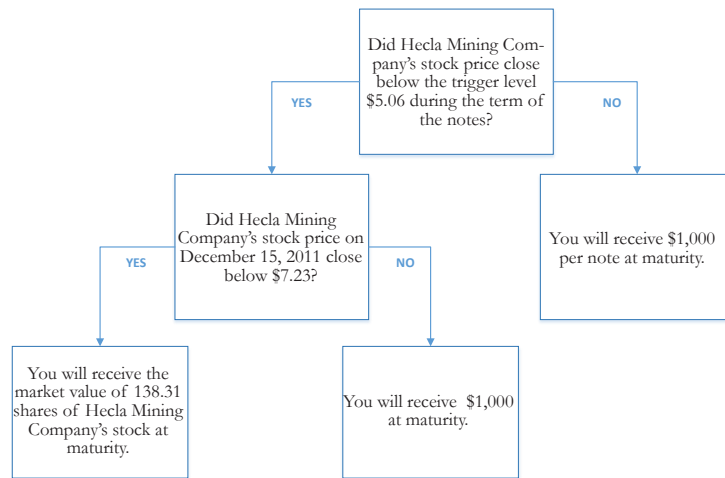 Did Hecla Mining Com-
pany's stock price close
below the trigger level
$5.06 during the term of
the notes?
YES
NO
Did Hecla Mining
Company's stock price on
December 15, 2011 close
below $7.23?
You will receive $1,000
per note at maturity.
YES
NO
You will receive the
market value of 138.31
shares of Hecla Mining
Company's stock at
maturity.
You will receive $1,000
at maturity.